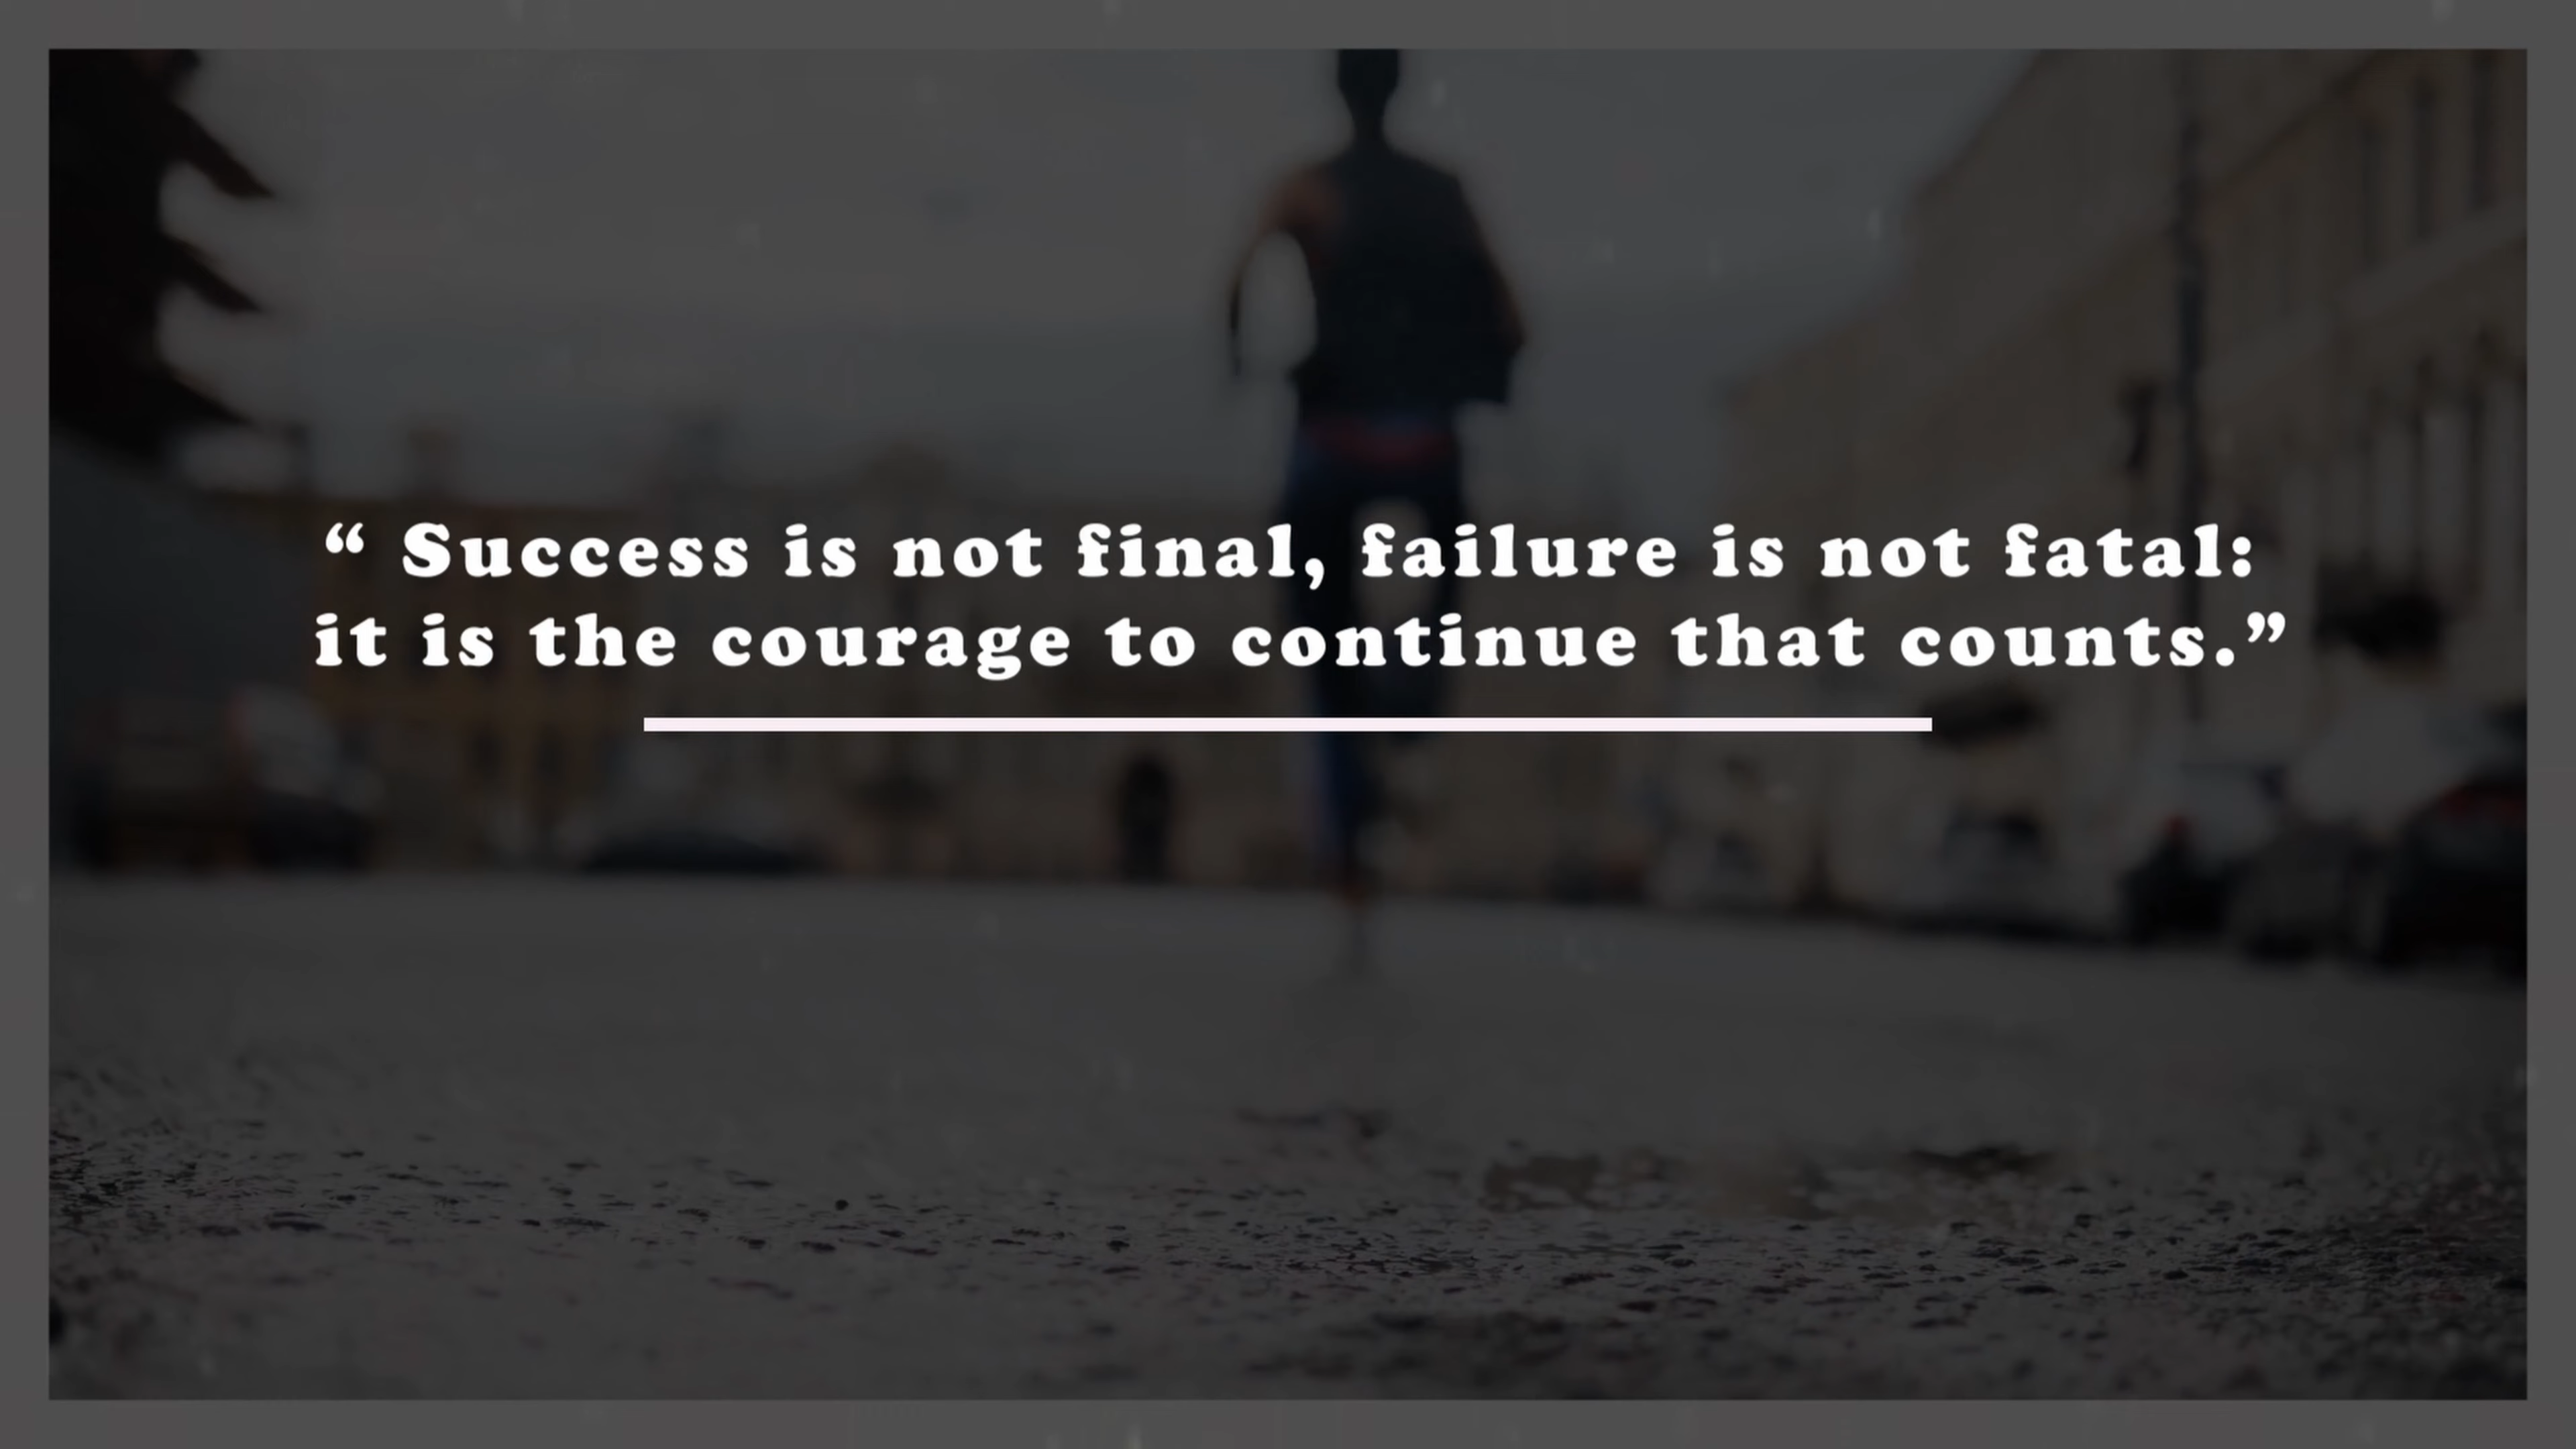 “ Success is not final, failure is not fatal:
it is the courage to continue that counts.”